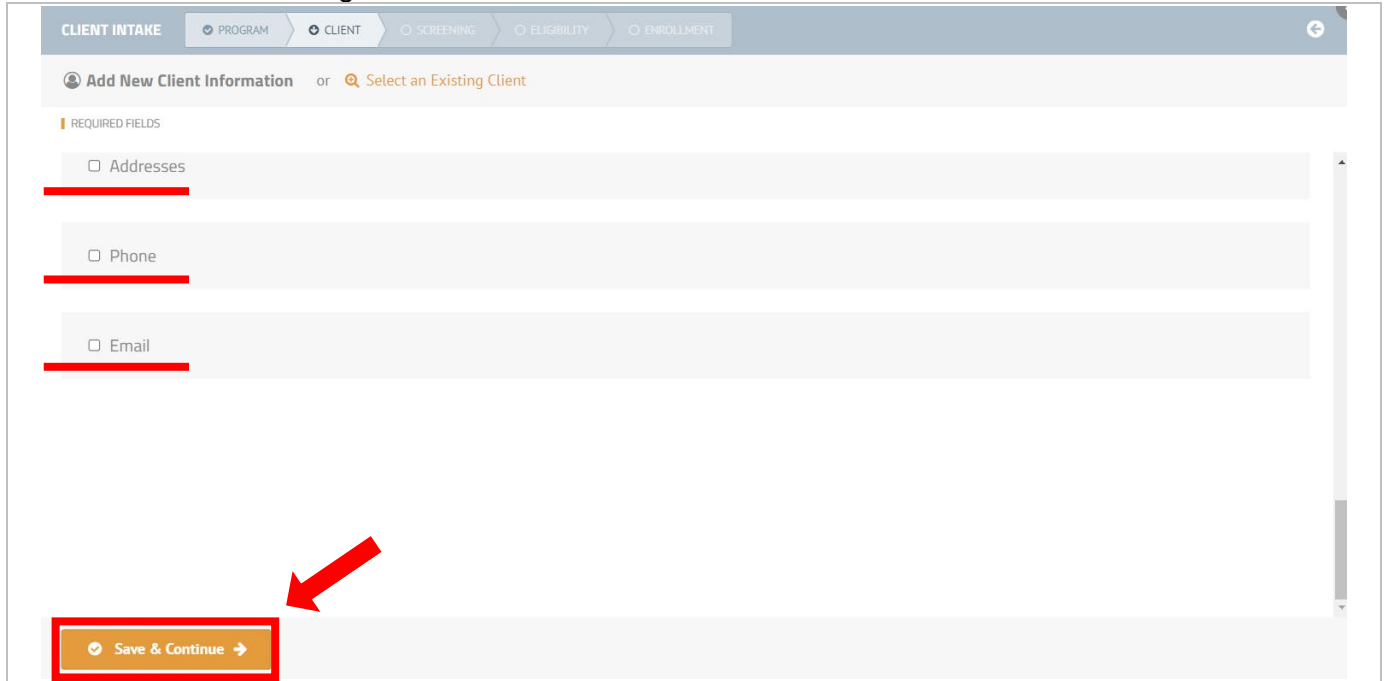 CLIENT INTAKE PROGRAM CLIENT SCREENING ELIGIBILITY ENROLLMENT
Add New Client Information or Select an Existing Client
REQUIRED FIELDS
Addresses
Phone
Email
Save & Continue